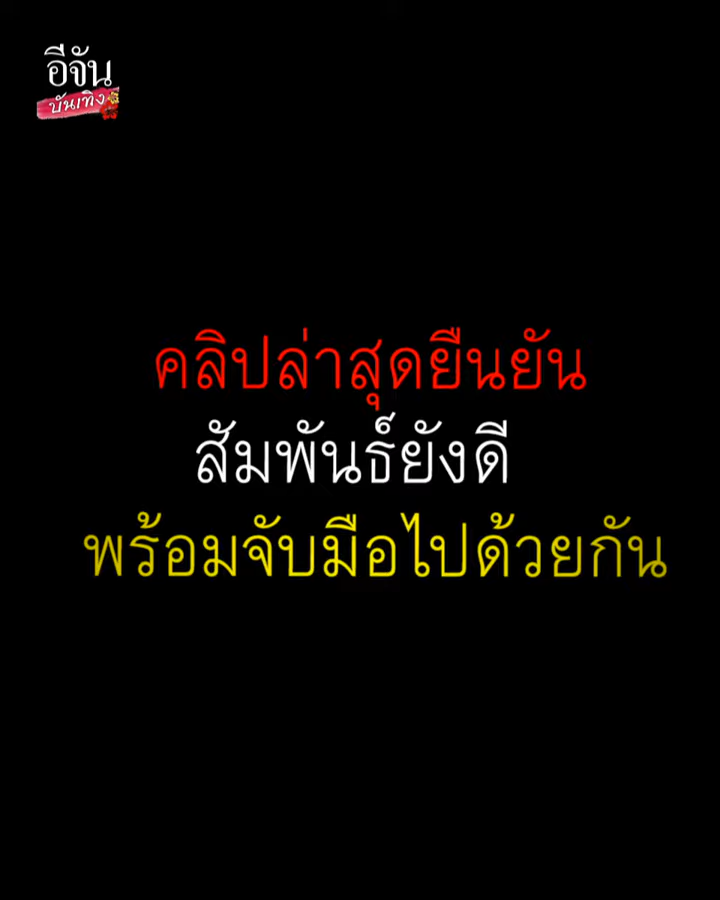 อีจัน
บันเทิง
คลิปล่าสุดยืนยัน
สัมพันธ์ยังดี
พร้อมจับมือไปด้วยกัน